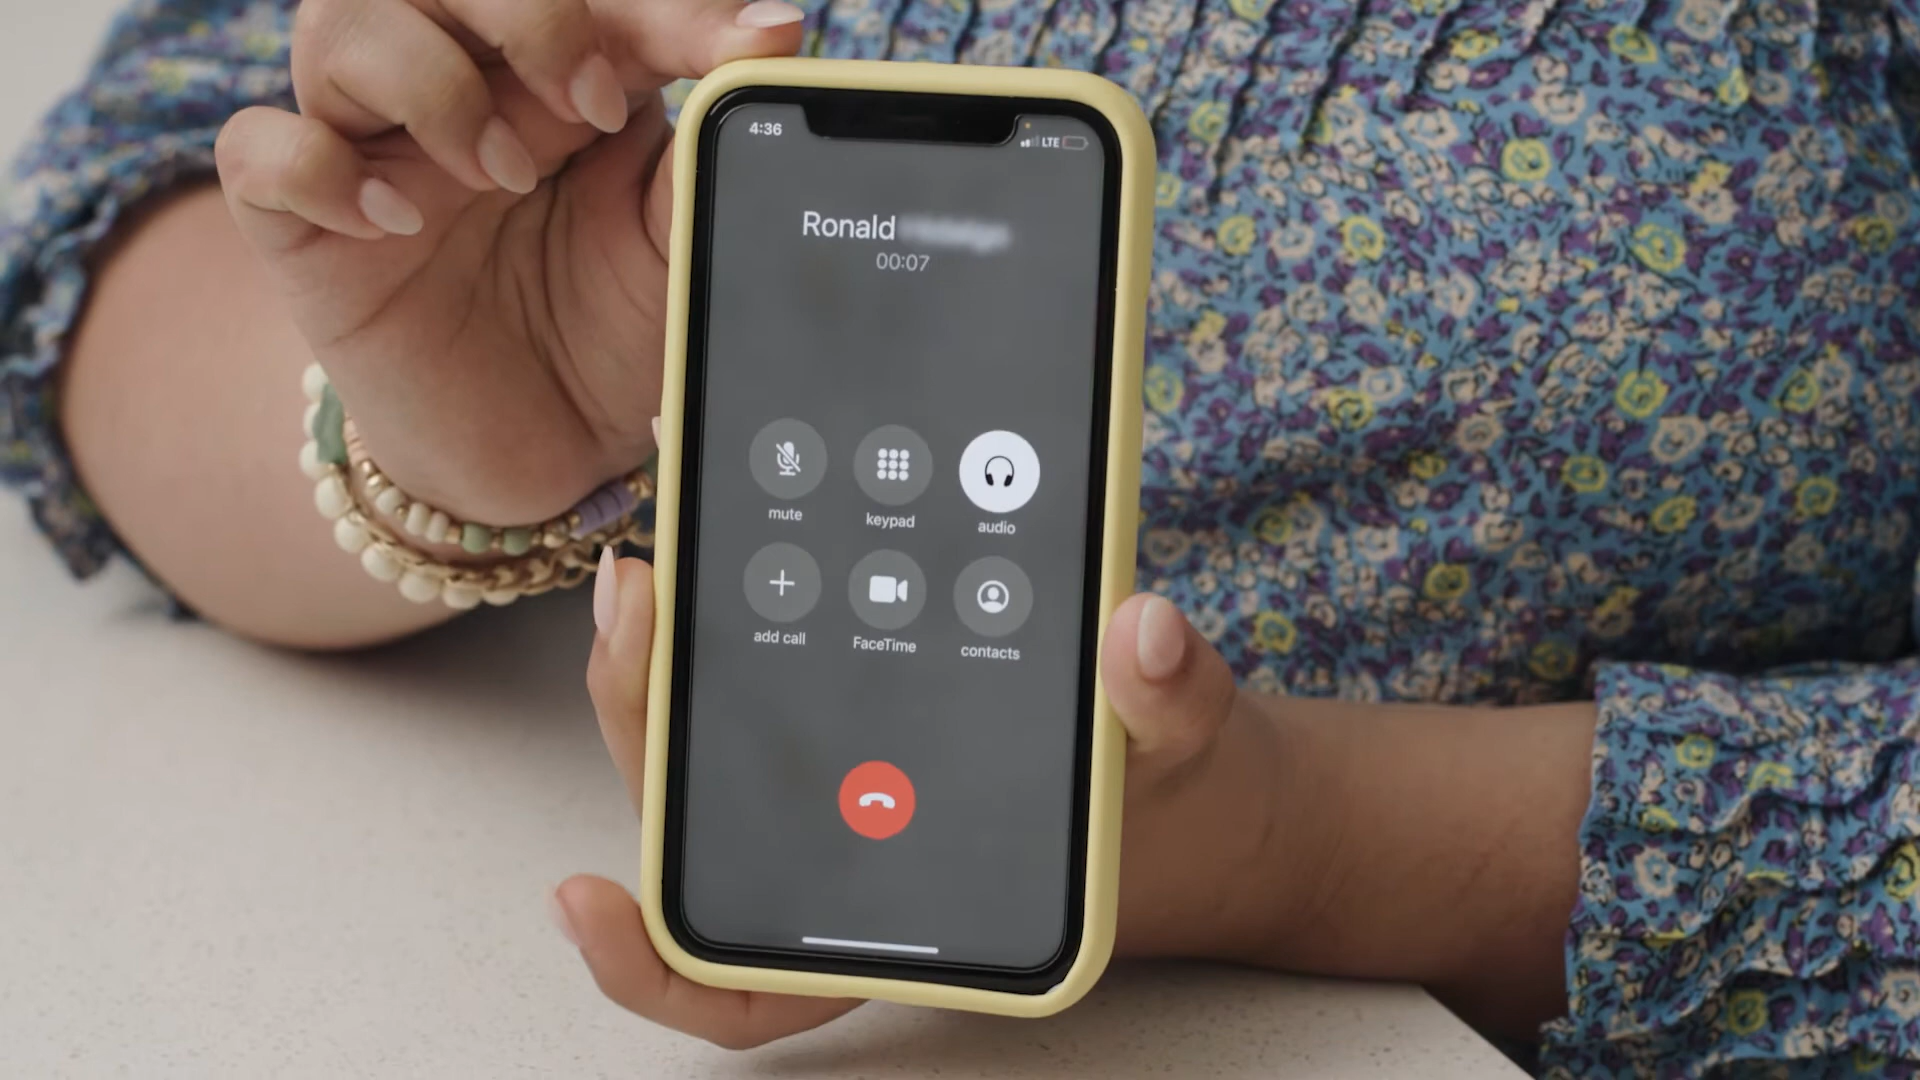 4:36
LTE
Ronald
00:07
mute
keypad
audio
add call
FaceTime
contacts